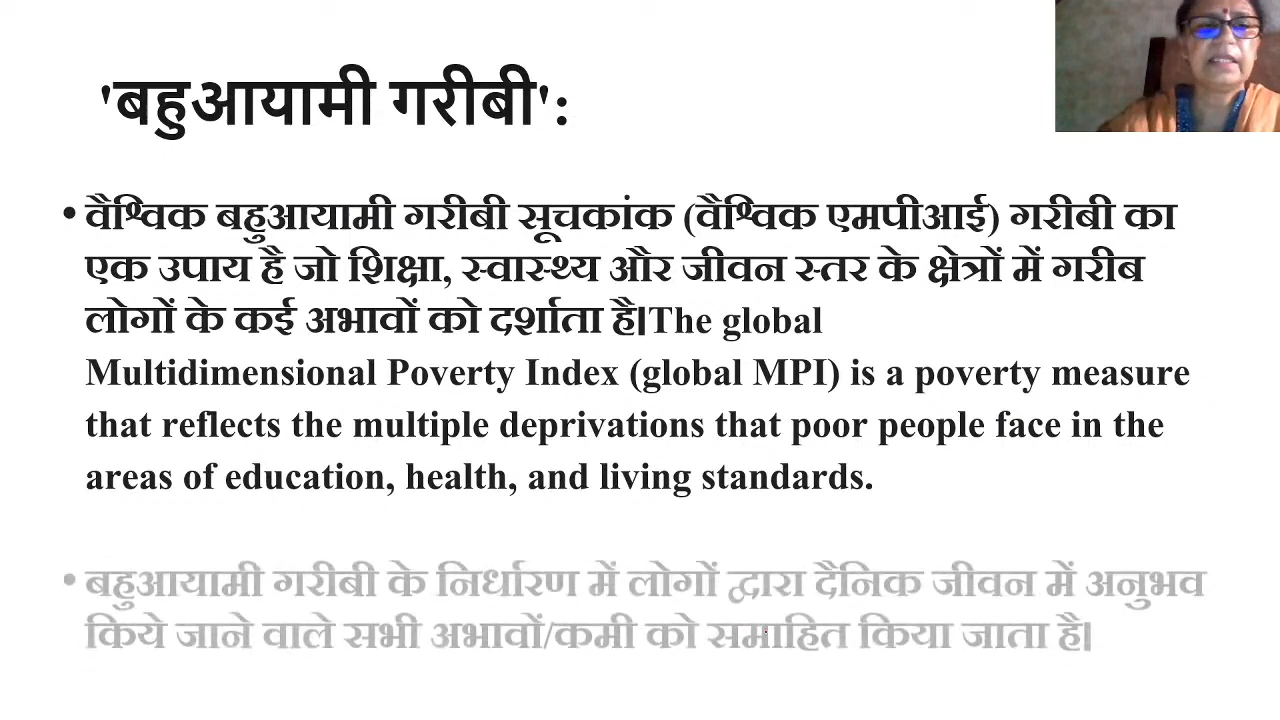 'बहुआयामी गरीबी':
• वैश्विक बहुआयामी गरीबी सूचकांक (वैश्विक एमपीआई) गरीबी का
एक उपाय है जो शिक्षा, स्वास्थ्य और जीवन स्तर के क्षेत्रों में गरीब
लोगों के कई अभावों को दर्शाता है।The global
Multidimensional Poverty Index (global MPI) is a poverty measure
that reflects the multiple deprivations that poor people face in the
areas of education, health, and living standards.
• बहुआयामी गरीबी के निर्धारण में लोगों द्वारा दैनिक जीवन में अनुभव
किये जाने वाले सभी अभावों/कमी को समाहित किया जाता है।